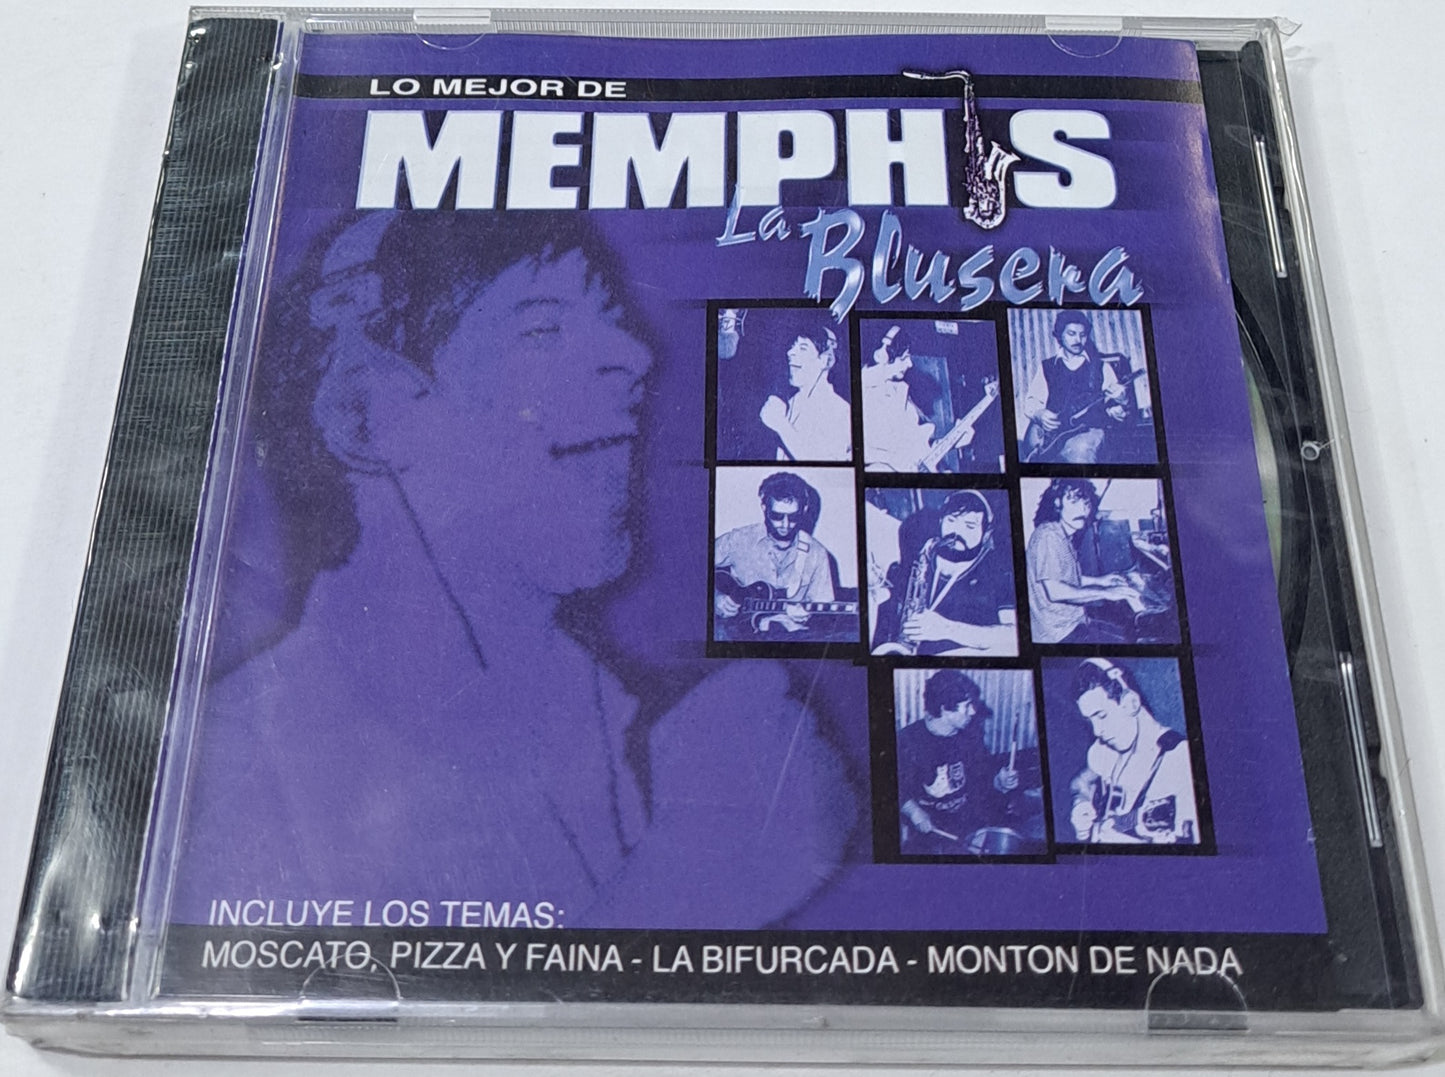 LO MEJOR DE
MEMPHIS
La Blusera
INCLUYE LOS TEMAS:
MOSCATO, PIZZA Y FAINA - LA BIFURCADA - MONTON DE NADA